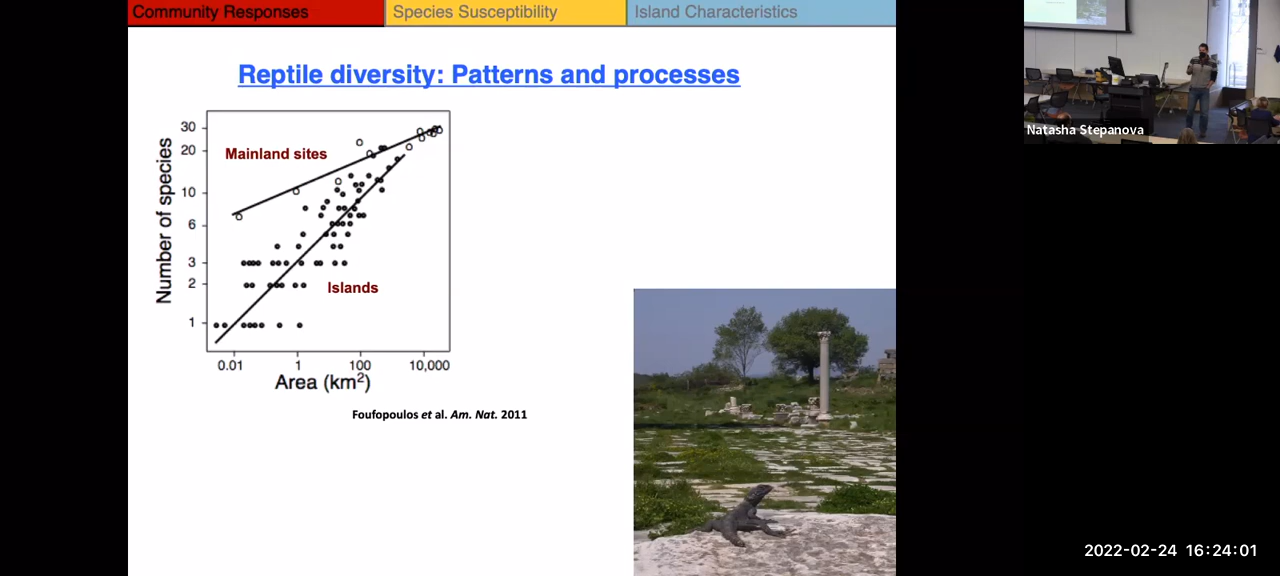 Community Responses
Species Susceptibility
Island Characteristics
Reptile diversity: Patterns and processes
Number of species
30
20
10
6
3
2
1
Mainland sites
Islands
0.01
1
100
10,000
Area (km²)
Foufopoulos et al. Am. Nat. 2011
Natasha Stepanova
2022-02-24 16:24:01